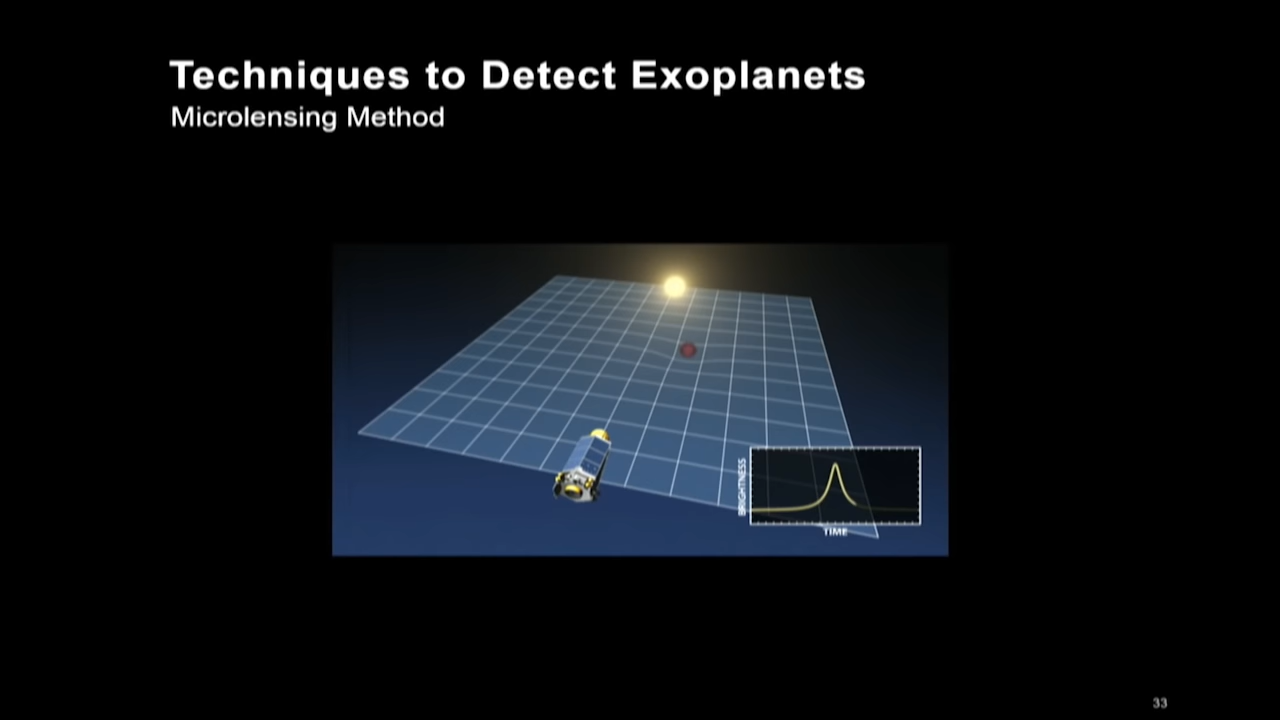 Techniques to Detect Exoplanets
Microlensing Method
BRIGHTNESS
TIME
33